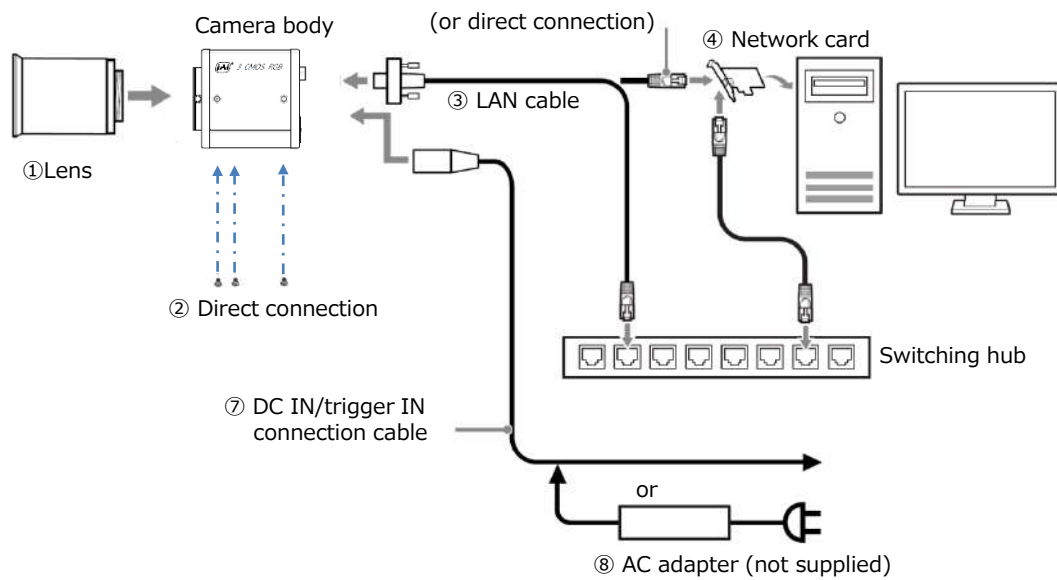 (or direct connection)
Camera body
④ Network card
JAI 3 CMOS RGB
③ LAN cable
①Lens
② Direct connection
Switching hub
⑦ DC IN/trigger IN
connection cable
or
⑧ AC adapter (not supplied)